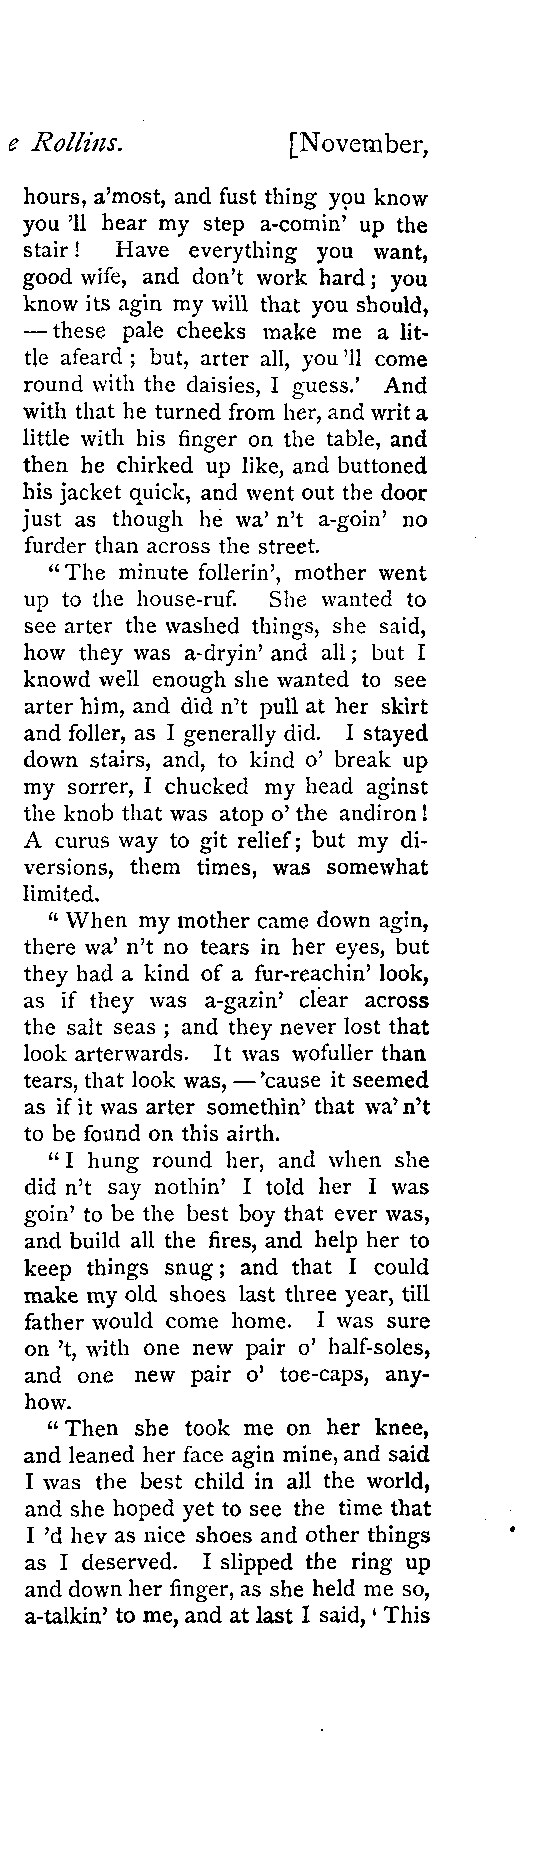 e Rollins. [November,
hours, a'most, and fust thing you know
you 'll hear my step a-comin' up the
stair! Have everything you want,
good wife, and don't work hard; you
know its agin my will that you should,
— these pale cheeks make me a lit-
tle afeard; but, arter all, you 'll come
round with the daisies, I guess.' And
with that he turned from her, and writ a
little with his finger on the table, and
then he chirked up like, and buttoned
his jacket quick, and went out the door
just as though he wa' n't a-goin' no
furder than across the street.
"The minute follerin', mother went
up to the house-ruf. She wanted to
see arter the washed things, she said,
how they was a-dryin' and all; but I
knowd well enough she wanted to see
arter him, and did n't pull at her skirt
and foller, as I generally did. I stayed
down stairs, and, to kind o' break up
my sorrer, I chucked my head aginst
the knob that was atop o' the andiron!
A curus way to git relief; but my di-
versions, them times, was somewhat
limited.
"When my mother came down agin,
there wa' n't no tears in her eyes, but
they had a kind of a fur-reachin' look,
as if they was a-gazin' clear across
the salt seas; and they never lost that
look arterwards. It was wofuller than
tears, that look was, — 'cause it seemed
as if it was arter somethin' that wa' n't
to be found on this airth.
"I hung round her, and when she
did n't say nothin' I told her I was
goin' to be the best boy that ever was,
and build all the fires, and help her to
keep things snug; and that I could
make my old shoes last three year, till
father would come home. I was sure
on 't, with one new pair o' half-soles,
and one new pair o' toe-caps, any-
how.
"Then she took me on her knee,
and leaned her face agin mine, and said
I was the best child in all the world,
and she hoped yet to see the time that
I 'd hev as nice shoes and other things
as I deserved. I slipped the ring up
and down her finger, as she held me so,
a-talkin' to me, and at last I said, 'This